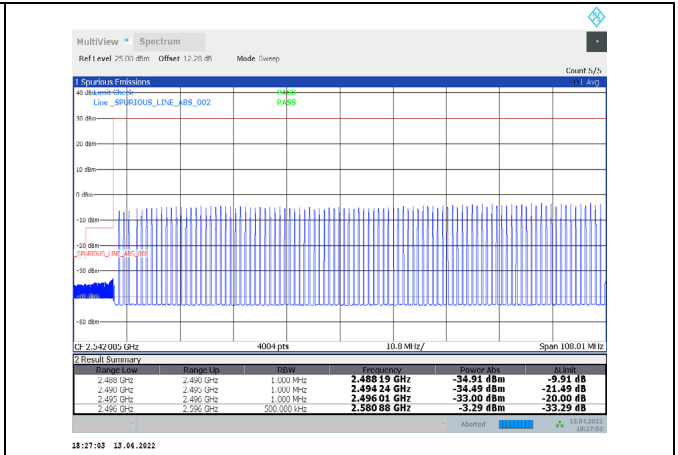 MultiView Spectrum
Ref Level 25.00 dBm Offset 12.28 dB Mode Sweep
Count 5/5
1 Spurious Emissions 1 Avg
40 dBm Limit Check PASS
Line _SPURIOUS_LINE_ABS_002 PASS
30 dBm
20 dBm
10 dBm
0 dBm
-10 dBm
-20 dBm
_SPURIOUS_LINE_ABS_002
-30 dBm
-40 dBm
-50 dBm
CF 2.542005 GHz 4004 pts 10.8 MHz/ Span 108.01 MHz
2 Result Summary
Range Low Range Up RBW Frequency Power Abs ΔLimit
2.488 GHz 2.490 GHz 1.000 MHz 2.488 19 GHz -34.91 dBm -9.91 dB
2.490 GHz 2.495 GHz 1.000 MHz 2.494 24 GHz -34.49 dBm -21.49 dB
2.495 GHz 2.496 GHz 1.000 MHz 2.496 01 GHz -33.00 dBm -20.00 dB
2.496 GHz 2.596 GHz 500.000 kHz 2.580 88 GHz -3.29 dBm -33.29 dB
Aborted 13.04.2022
18:27:03
18:27:03 13.04.2022